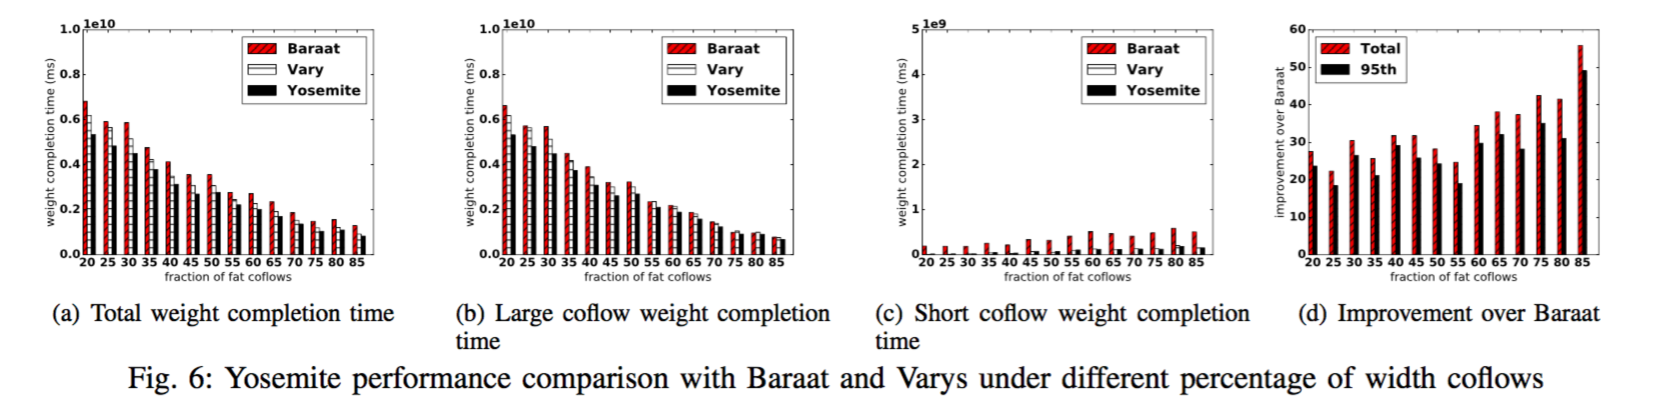 1.0 1e10
0.8
0.6
0.4
0.2
0.0
weight completion time (ms)
Baraat
Vary
Yosemite
20 25 30 35 40 45 50 55 60 65 70 75 80 85
fraction of fat coflows
(a) Total weight completion time
1.0 1e10
0.8
0.6
0.4
0.2
0.0
weight completion time (ms)
Baraat
Vary
Yosemite
20 25 30 35 40 45 50 55 60 65 70 75 80 85
fraction of fat coflows
(b) Large coflow weight completion
time
5 1e9
4
3
2
1
0
weight completion time (ms)
Baraat
Vary
Yosemite
20 25 30 35 40 45 50 55 60 65 70 75 80 85
fraction of fat coflows
(c) Short coflow weight completion
time
60
50
40
30
20
10
0
improvement over Baraat
Total
95th
20 25 30 35 40 45 50 55 60 65 70 75 80 85
fraction of fat coflows
(d) Improvement over Baraat
Fig. 6: Yosemite performance comparison with Baraat and Varys under different percentage of width coflows